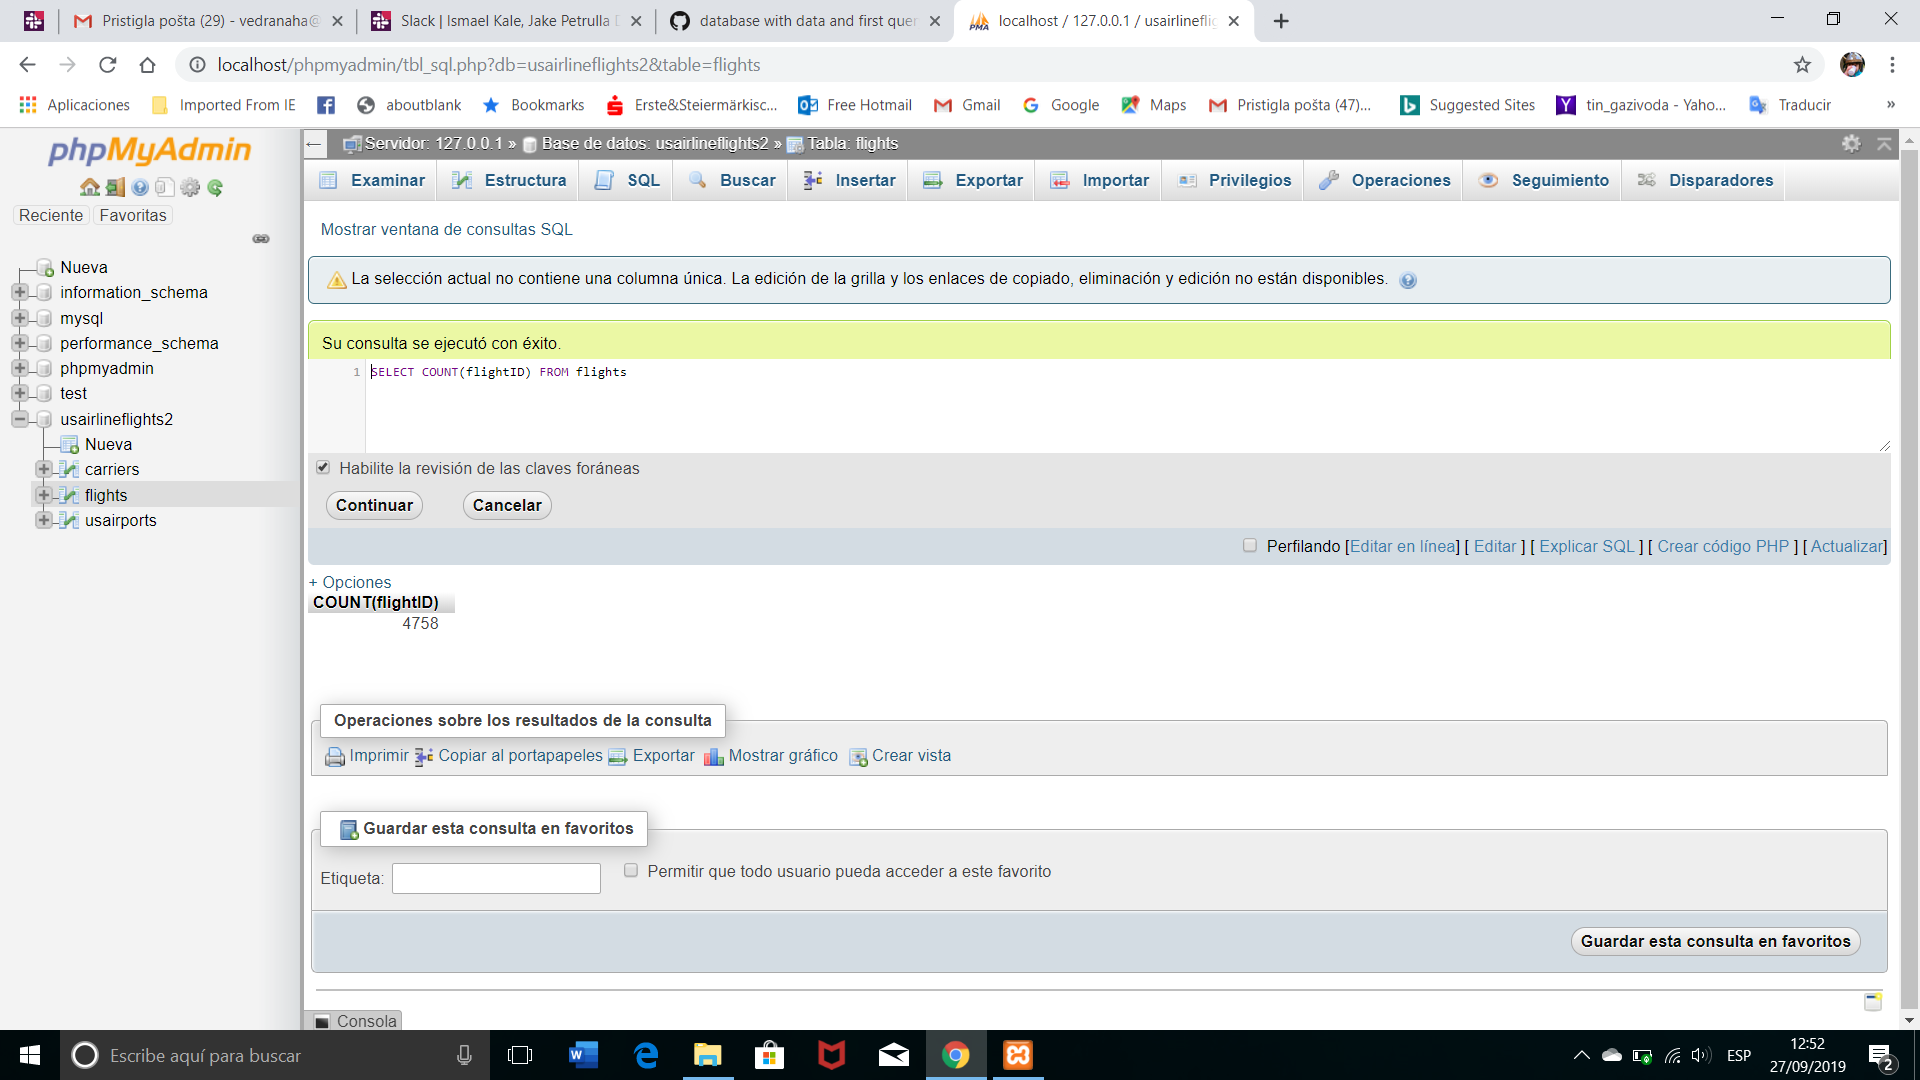 Pristigla pošta (29) - vedranaha@
Slack | Ismael Kale, Jake Petrulla
database with data and first quer
localhost / 127.0.0.1 / usairlinefli
localhost/phpmyadmin/tbl_sql.php?db=usairlineflights2&table=flights
Aplicaciones Imported From IE aboutblank Bookmarks Erste&Steiermärkisc... Free Hotmail Gmail Google Maps Pristigla pošta (47)... Suggested Sites tin_gazivoda - Yaho... Traducir »
phpMyAdmin
Reciente Favoritas
Nueva
information_schema
mysql
performance_schema
phpmyadmin
test
usairlineflights2
Nueva
carriers
flights
usairports
Servidor: 127.0.0.1 » Base de datos: usairlineflights2 » Tabla: flights
Examinar Estructura SQL Buscar Insertar Exportar Importar Privilegios Operaciones Seguimiento Disparadores
Mostrar ventana de consultas SQL
La selección actual no contiene una columna única. La edición de la grilla y los enlaces de copiado, eliminación y edición no están disponibles.
Su consulta se ejecutó con éxito.
1 SELECT COUNT(flightID) FROM flights
Habilite la revisión de las claves foráneas
Continuar Cancelar
Perfilando [Editar en línea] [ Editar ] [ Explicar SQL ] [ Crear código PHP ] [ Actualizar]
+ Opciones
COUNT(flightID)
4758
Operaciones sobre los resultados de la consulta
Imprimir Copiar al portapapeles Exportar Mostrar gráfico Crear vista
Guardar esta consulta en favoritos
Etiqueta: Permitir que todo usuario pueda acceder a este favorito
Guardar esta consulta en favoritos
Consola
Escribe aquí para buscar
ESP
12:52
27/09/2019
2